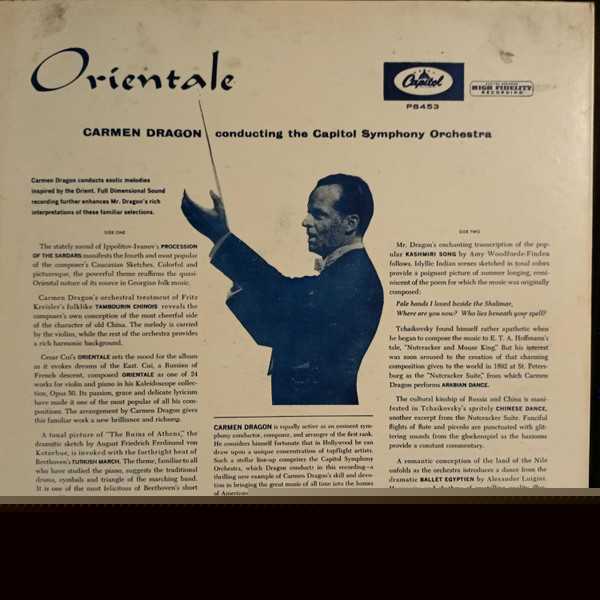 Orientale
Capitol
HIGH FIDELITY
RECORDING
P8453
CARMEN DRAGON conducting the Capitol Symphony Orchestra
Carmen Dragon conducts exotic melodies
inspired by the Orient. Full Dimensional Sound
recording further enhances Mr. Dragon's rich
interpretations of these familiar selections.
SIDE ONE
The stately sound of Ippolitov-Ivanov's PROCESSION
OF THE SARDARS manifests the fourth and most popular
of the composer's Caucasian Sketches. Colorful and
picturesque, the powerful theme reaffirms the quasi-
Oriental nature of its source in Georgian folk music.
Carmen Dragon's orchestral treatment of Fritz
Kreisler's folklike TAMBOURIN CHINOIS reveals the
composer's own conception of the most cheerful side
of the character of old China. The melody is carried
by the violins, while the rest of the orchestra provides
a rich harmonic background.
Cesar Cui's ORIENTALE sets the mood for the album
as it evokes dreams of the East. Cui, a Russian of
French descent, composed ORIENTALE as one of 24
works for violin and piano in his Kaleidoscope collec-
tion, Opus 50. Its passion, grace and delicate lyricism
have made it one of the most popular of all his com-
positions. The arrangement by Carmen Dragon gives
this familiar work a new brilliance and richness.
A tonal picture of "The Ruins of Athens," the
dramatic sketch by August Friedrich Ferdinand von
Kotzebue, is invoked with the forthright beat of
Beethoven's TURKISH MARCH. The theme, familiar to all
who have studied the piano, suggests the traditional
drums, cymbals and triangle of the marching band.
It is one of the most felicitous of Beethoven's short
CARMEN DRAGON is equally active as an eminent sym-
phony conductor, composer, and arranger of the first rank.
He considers himself fortunate that in Hollywood he can
draw upon a unique concentration of topflight artists.
Such a stellar line-up comprises the Capitol Symphony
Orchestra, which Dragon conducts in this recording—a
thrilling new example of Carmen Dragon's skill and devo-
tion in bringing the great music of all time into the homes
of America
SIDE TWO
Mr. Dragon's enchanting transcription of the pop-
ular KASHMIRI SONG by Amy Woodforde-Finden
follows. Idyllic Indian scenes sketched in tonal colors
provide a poignant picture of summer longing, remi-
niscent of the poem for which the music was originally
composed:
Pale hands I loved beside the Shalimar,
Where are you now? Who lies beneath your spell?
Tchaikovsky found himself rather apathetic when
he began to compose the music to E. T. A. Hoffmann's
tale, "Nutcracker and Mouse King." But his interest
was soon aroused to the creation of that charming
composition given to the world in 1892 at St. Peters-
burg as the "Nutcracker Suite," from which Carmen
Dragon performs ARABIAN DANCE.
The cultural kinship of Russia and China is mani-
fested in Tchaikovsky's spritely CHINESE DANCE,
another excerpt from the Nutcracker Suite. Fanciful
flights of flute and piccolo are punctuated with glit-
tering sounds from the glockenspiel as the bassoons
provide a constant commentary.
A romantic conception of the land of the Nile
unfolds as the orchestra introduces a dance from the
dramatic BALLET EGYPTIEN by Alexander Luigini.